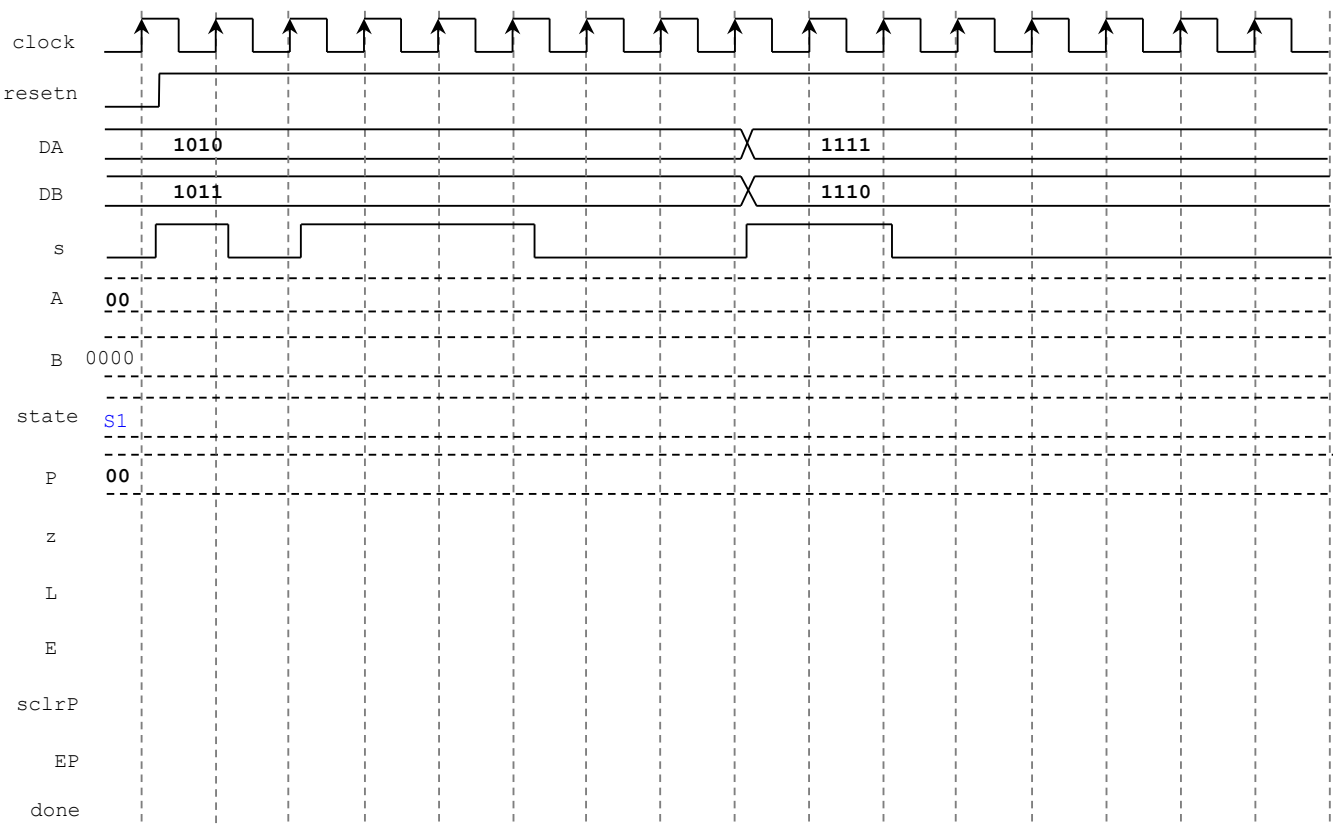 clock
resetn
DA 1010 1111
DB 1011 1110
s
A 00
B 0000
state S1
P 00
z
L
E
sclrP
EP
done